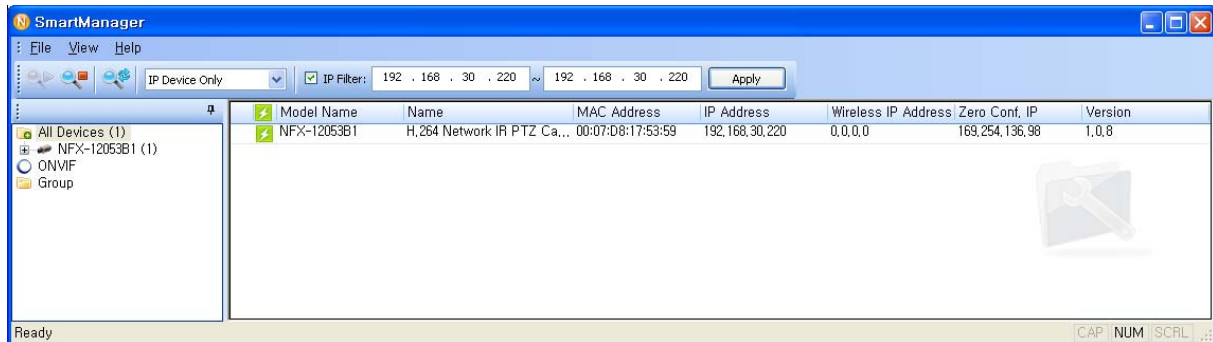 SmartManager
File View Help
IP Device Only IP Filter: 192 . 168 . 30 . 220 ~ 192 . 168 . 30 . 220 Apply
Model Name Name MAC Address IP Address Wireless IP Address Zero Conf, IP Version
All Devices (1)
NFX-12053B1 H,264 Network IR PTZ Ca... 00:07:D8:17:53:59 192,168,30,220 0,0,0,0 169,254,136,98 1,0,8
NFX-12053B1 (1)
ONVIF
Group
Ready CAP NUM SCRL